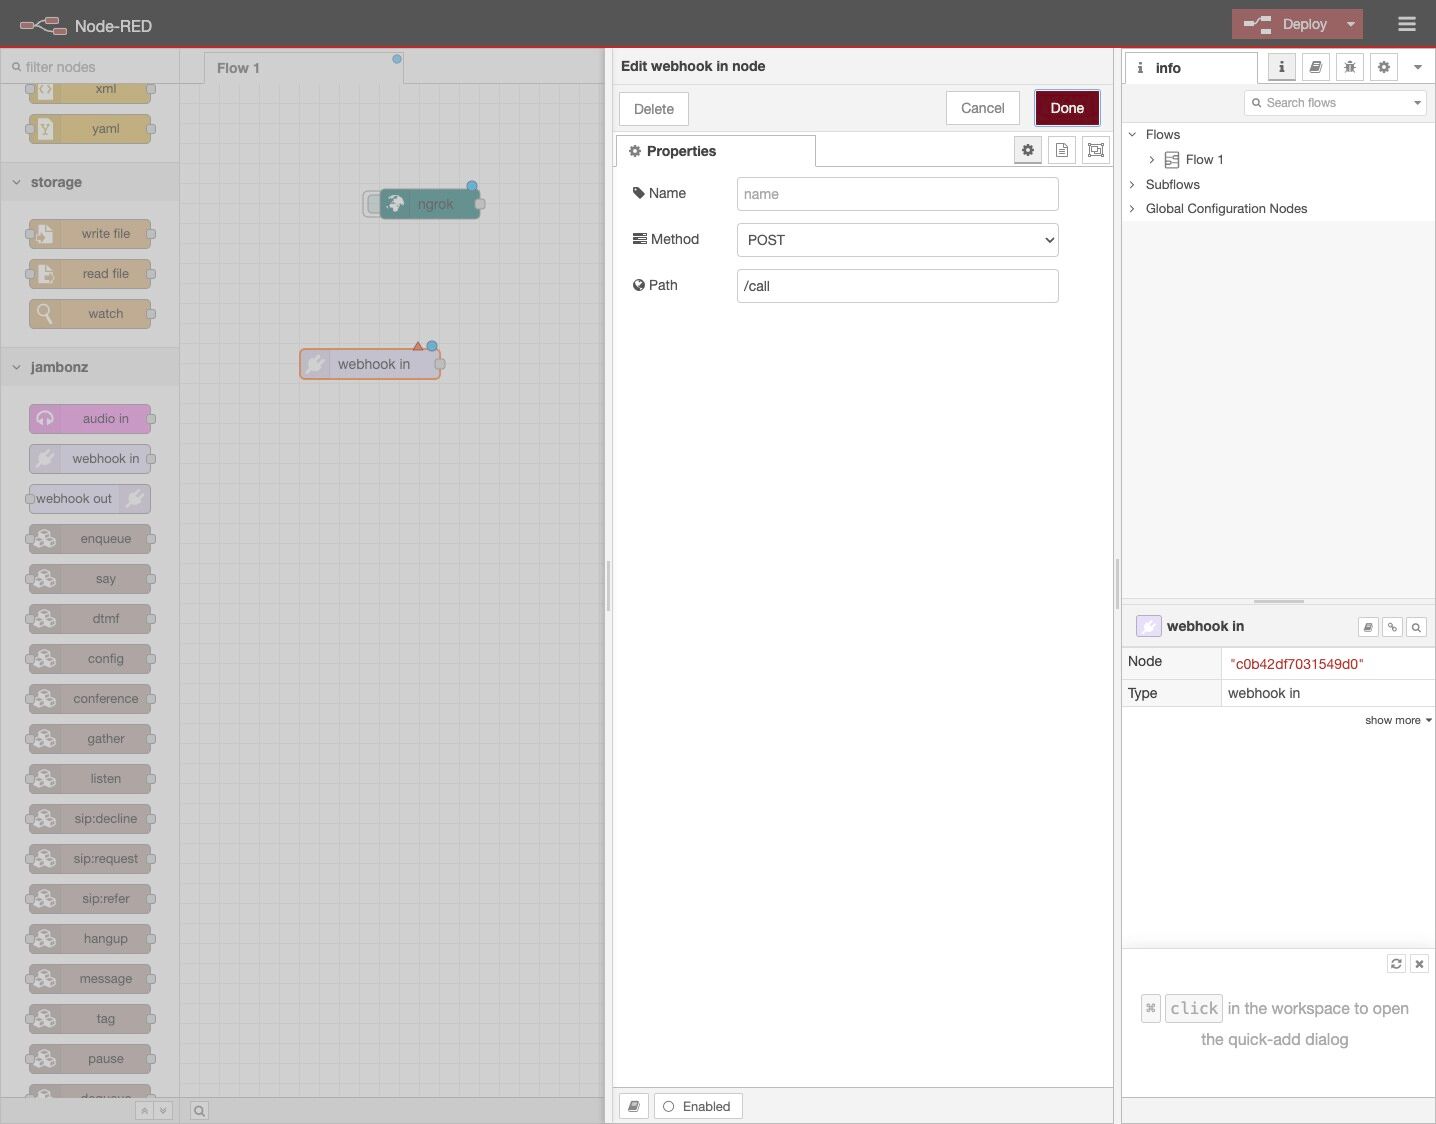 Node-RED
Deploy
filter nodes
Flow 1
xml
yaml
storage
write file
read file
watch
jambonz
audio in
webhook in
webhook out
enqueue
say
dtmf
config
conference
gather
listen
sip:decline
sip:request
sip:refer
hangup
message
tag
pause
dequeue
ngrok
webhook in
Edit webhook in node
Delete
Cancel
Done
Properties
Name
name
Method
POST
Path
/call
Enabled
info
Search flows
Flows
Flow 1
Subflows
Global Configuration Nodes
webhook in
Node
"c0b42df7031549d0"
Type
webhook in
show more
⌘ click in the workspace to open
the quick-add dialog